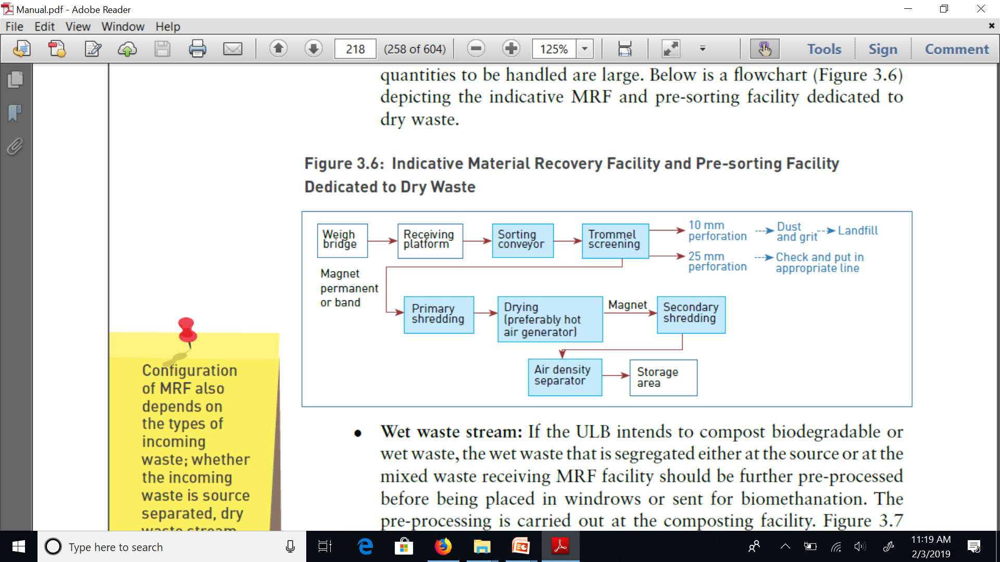 Manual.pdf - Adobe Reader
File Edit View Window Help
218 (258 of 604) 125% Tools Sign Comment
quantities to be handled are large. Below is a flowchart (Figure 3.6)
depicting the indicative MRF and pre-sorting facility dedicated to
dry waste.
Figure 3.6: Indicative Material Recovery Facility and Pre-sorting Facility
Dedicated to Dry Waste
Weigh
bridge
Receiving
platform
Sorting
conveyor
Trommel
screening
10 mm
perforation
Dust
and grit
Landfill
25 mm
perforation
Check and put in
appropriate line
Magnet
permanent
or band
Primary
shredding
Drying
(preferably hot
air generator)
Magnet
Secondary
shredding
Air density
separator
Storage
area
Configuration
of MRF also
depends on
the types of
incoming
waste; whether
the incoming
waste is source
separated, dry
waste stream
• Wet waste stream: If the ULB intends to compost biodegradable or
wet waste, the wet waste that is segregated either at the source or at the
mixed waste receiving MRF facility should be further pre-processed
before being placed in windrows or sent for biomethanation. The
pre-processing is carried out at the composting facility. Figure 3.7
Type here to search
11:19 AM
2/3/2019